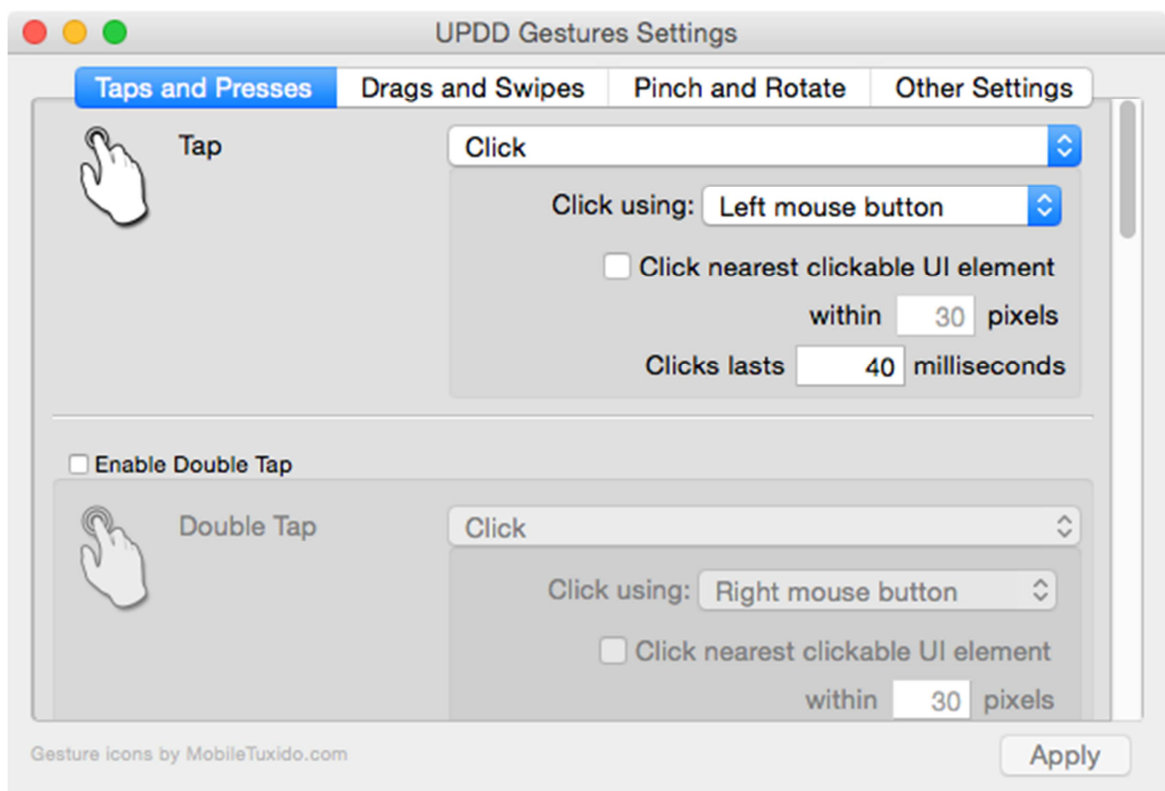 UPDD Gestures Settings
Taps and Presses Drags and Swipes Pinch and Rotate Other Settings
Tap Click
Click using: Left mouse button
Click nearest clickable UI element
within 30 pixels
Clicks lasts 40 milliseconds
Enable Double Tap
Double Tap Click
Click using: Right mouse button
Click nearest clickable UI element
within 30 pixels
Gesture icons by MobileTuxido.com Apply